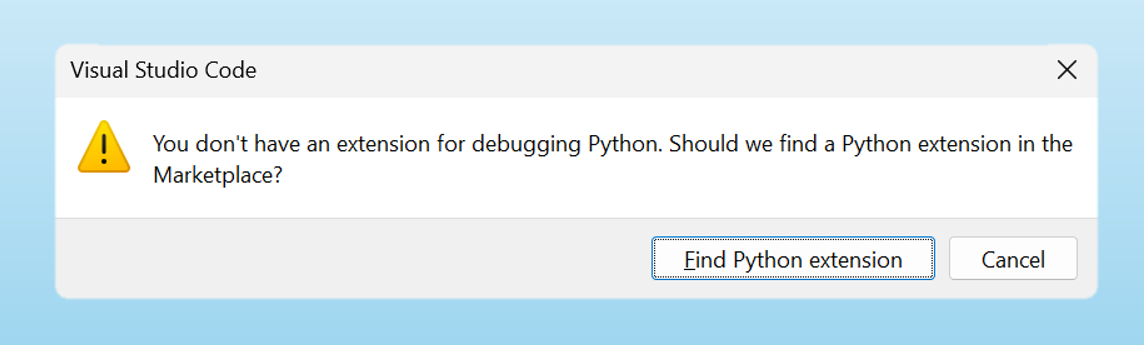 Visual Studio Code
You don't have an extension for debugging Python. Should we find a Python extension in the
Marketplace?
Find Python extension
Cancel